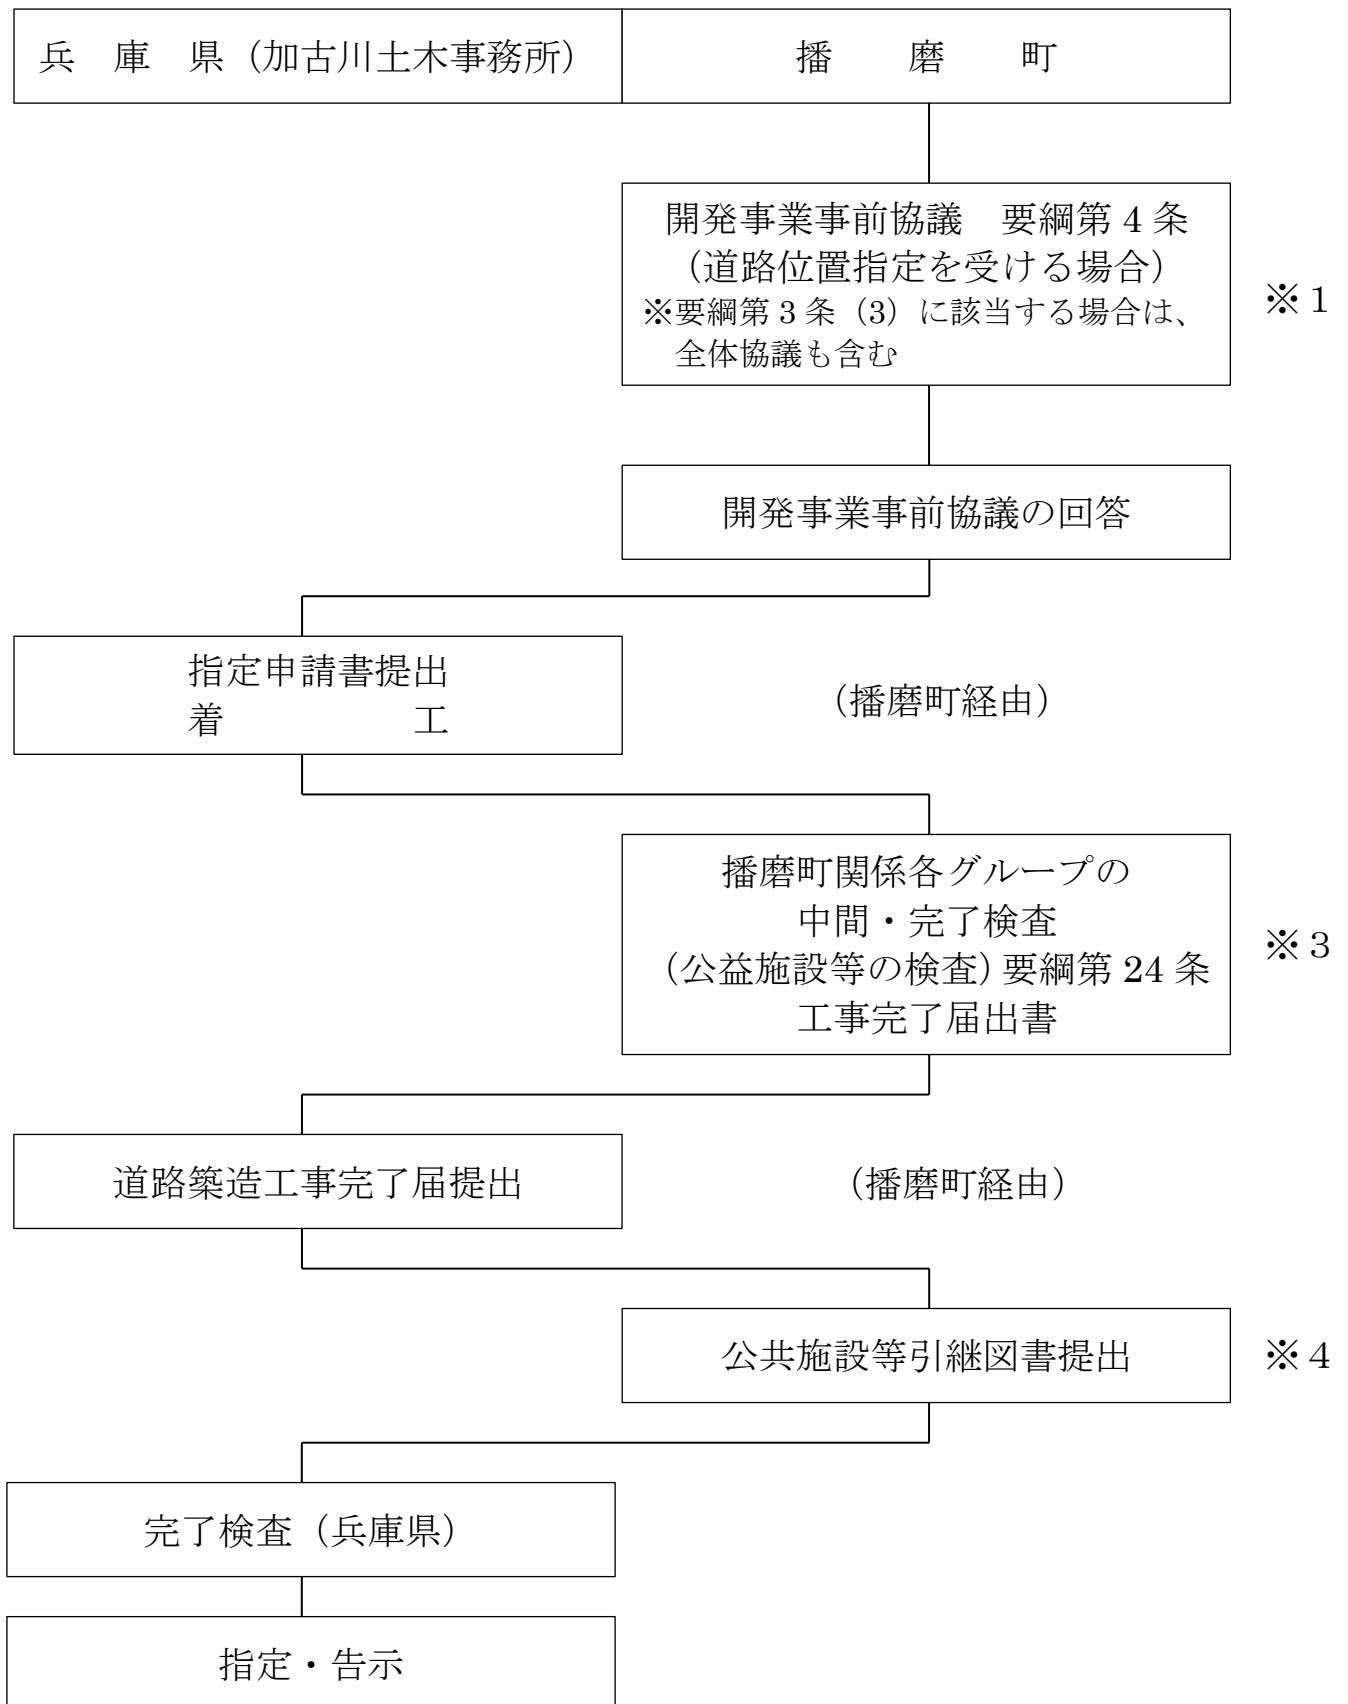 兵　庫　県（加古川土木事務所）
播　　磨　　町
開発事業事前協議　要綱第 4 条
（道路位置指定を受ける場合）
※要綱第 3 条（3）に該当する場合は、
全体協議も含む
※１
開発事業事前協議の回答
指定申請書提出
着　　　　　工
（播磨町経由）
播磨町関係各グループの
中間・完了検査
（公益施設等の検査）要綱第 24 条
工事完了届出書
※３
道路築造工事完了届提出
（播磨町経由）
公共施設等引継図書提出
※４
完了検査（兵庫県）
指定・告示